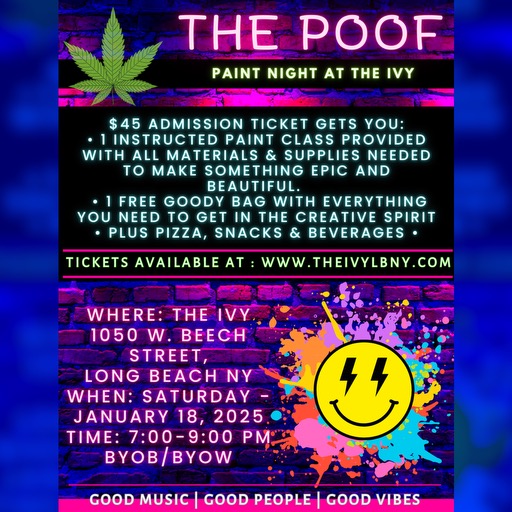 THE POOF
PAINT NIGHT AT THE IVY
$45 ADMISSION TICKET GETS YOU:
• 1 INSTRUCTED PAINT CLASS PROVIDED
WITH ALL MATERIALS & SUPPLIES NEEDED
TO MAKE SOMETHING EPIC AND
BEAUTIFUL.
• 1 FREE GOODY BAG WITH EVERYTHING
YOU NEED TO GET IN THE CREATIVE SPIRIT
• PLUS PIZZA, SNACKS & BEVERAGES •
TICKETS AVAILABLE AT : WWW.THEIVYLBNY.COM
WHERE: THE IVY
1050 W. BEECH
STREET,
LONG BEACH NY
WHEN: SATURDAY -
JANUARY 18, 2025
TIME: 7:00-9:00 PM
BYOB/BYOW
GOOD MUSIC | GOOD PEOPLE | GOOD VIBES